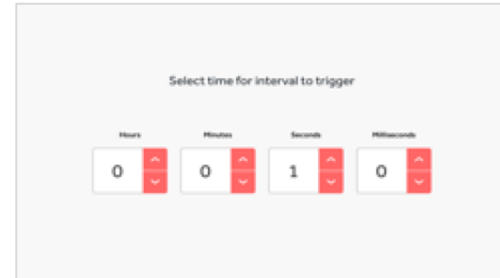 Select time for interval to trigger
Hours Minutes Seconds Milliseconds
0 0 1 0